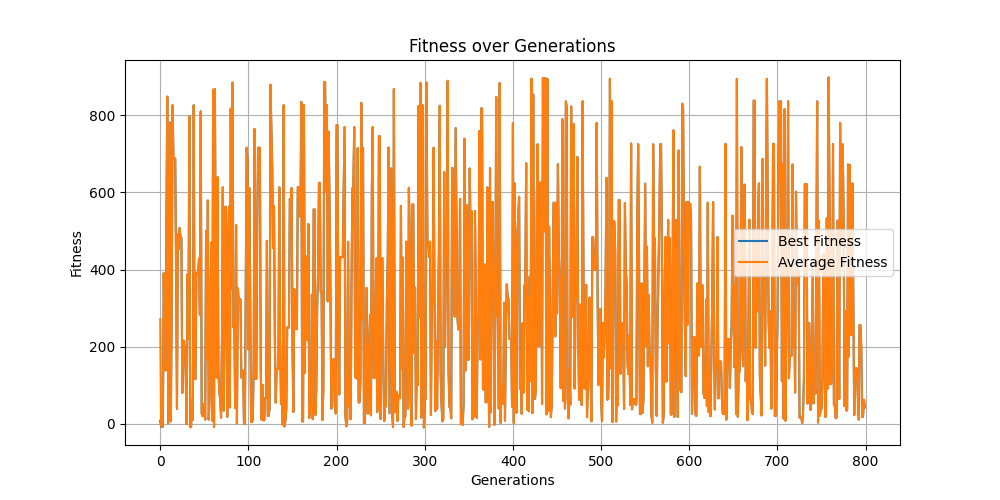 Fitness over Generations
Fitness
800
600
400
200
0
Best Fitness
Average Fitness
0 100 200 300 400 500 600 700 800
Generations